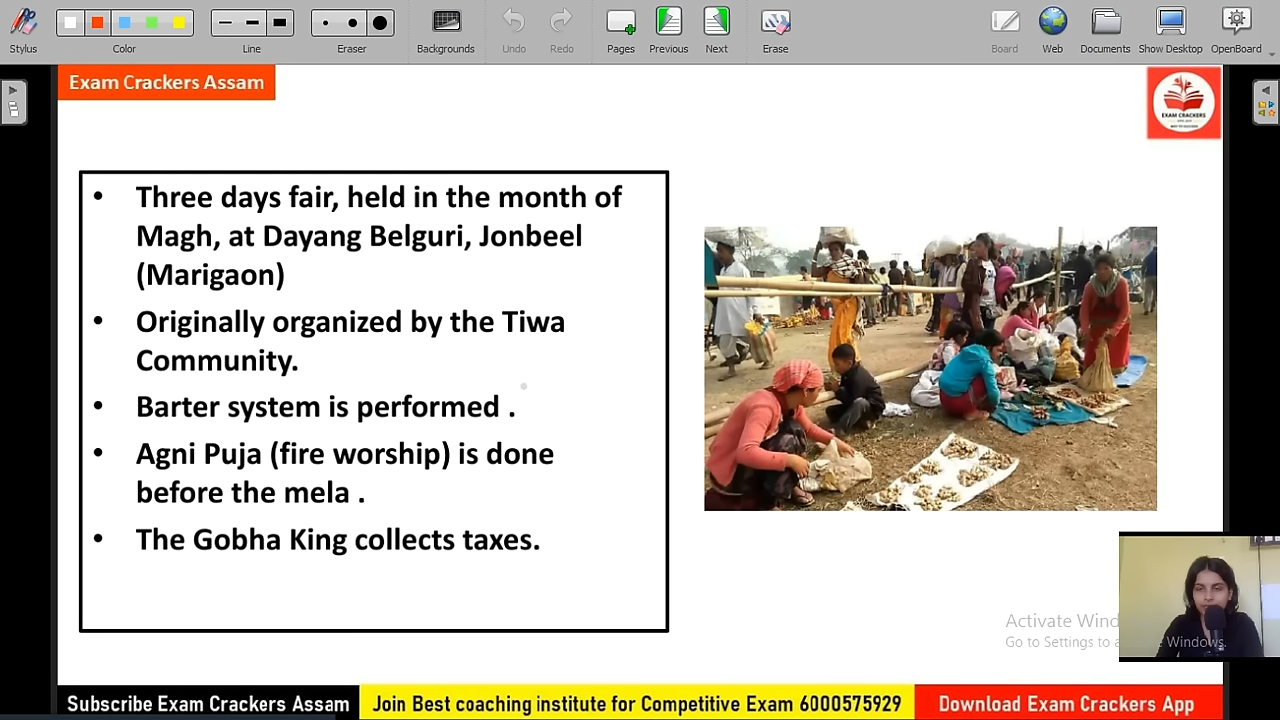 Stylus
Color
Line
Eraser
Backgrounds
Undo
Redo
Pages
Previous
Next
Erase
Board
Web
Documents
Show Desktop
OpenBoard
Exam Crackers Assam
EXAM CRACKERS
• Three days fair, held in the month of
Magh, at Dayang Belguri, Jonbeel
(Marigaon)
• Originally organized by the Tiwa
Community.
• Barter system is performed .
• Agni Puja (fire worship) is done
before the mela .
• The Gobha King collects taxes.
Activate Wind
Go to Settings to a e Windows.
Subscribe Exam Crackers Assam
Join Best coaching institute for Competitive Exam 6000575929
Download Exam Crackers App